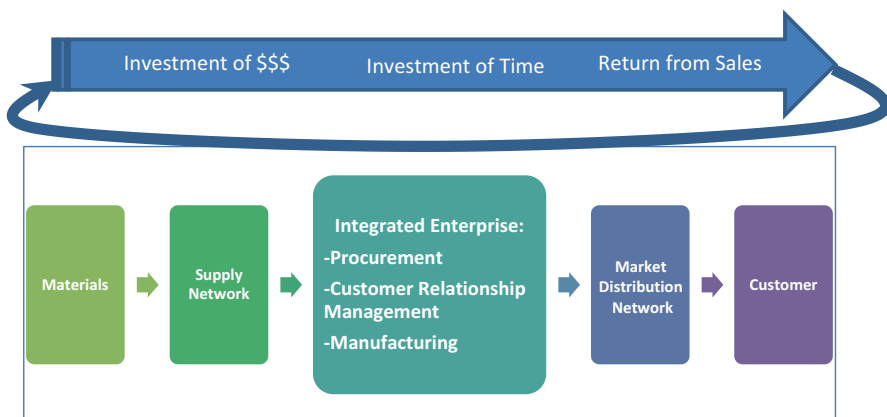 Investment of $$$
Investment of Time
Return from Sales
Materials
Supply
Network
Integrated Enterprise:
-Procurement
-Customer Relationship
Management
-Manufacturing
Market
Distribution
Network
Customer